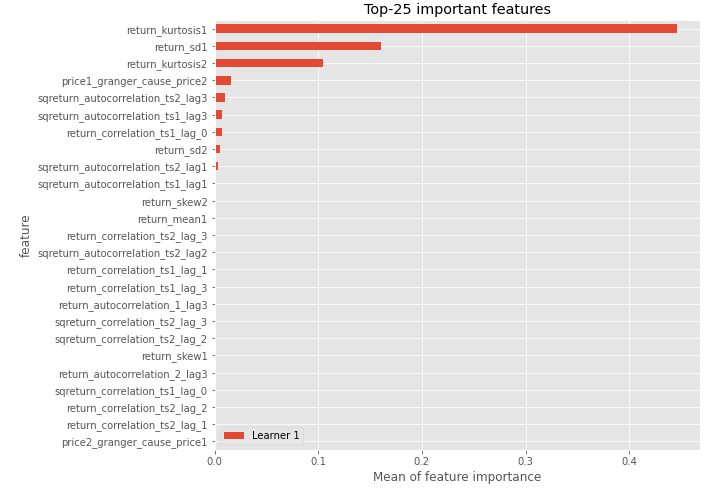 Top-25 important features
return_kurtosis1
return_sd1
return_kurtosis2
price1_granger_cause_price2
sqreturn_autocorrelation_ts2_lag3
sqreturn_autocorrelation_ts1_lag3
return_correlation_ts1_lag_0
return_sd2
sqreturn_autocorrelation_ts2_lag1
sqreturn_autocorrelation_ts1_lag1
return_skew2
return_mean1
return_correlation_ts2_lag_3
sqreturn_autocorrelation_ts2_lag2
return_correlation_ts1_lag_1
return_correlation_ts1_lag_3
return_autocorrelation_1_lag3
sqreturn_correlation_ts2_lag_3
sqreturn_correlation_ts2_lag_2
return_skew1
return_autocorrelation_2_lag3
sqreturn_correlation_ts1_lag_0
return_correlation_ts2_lag_2
return_correlation_ts2_lag_1
price2_granger_cause_price1
feature
Learner 1
0.0 0.1 0.2 0.3 0.4
Mean of feature importance